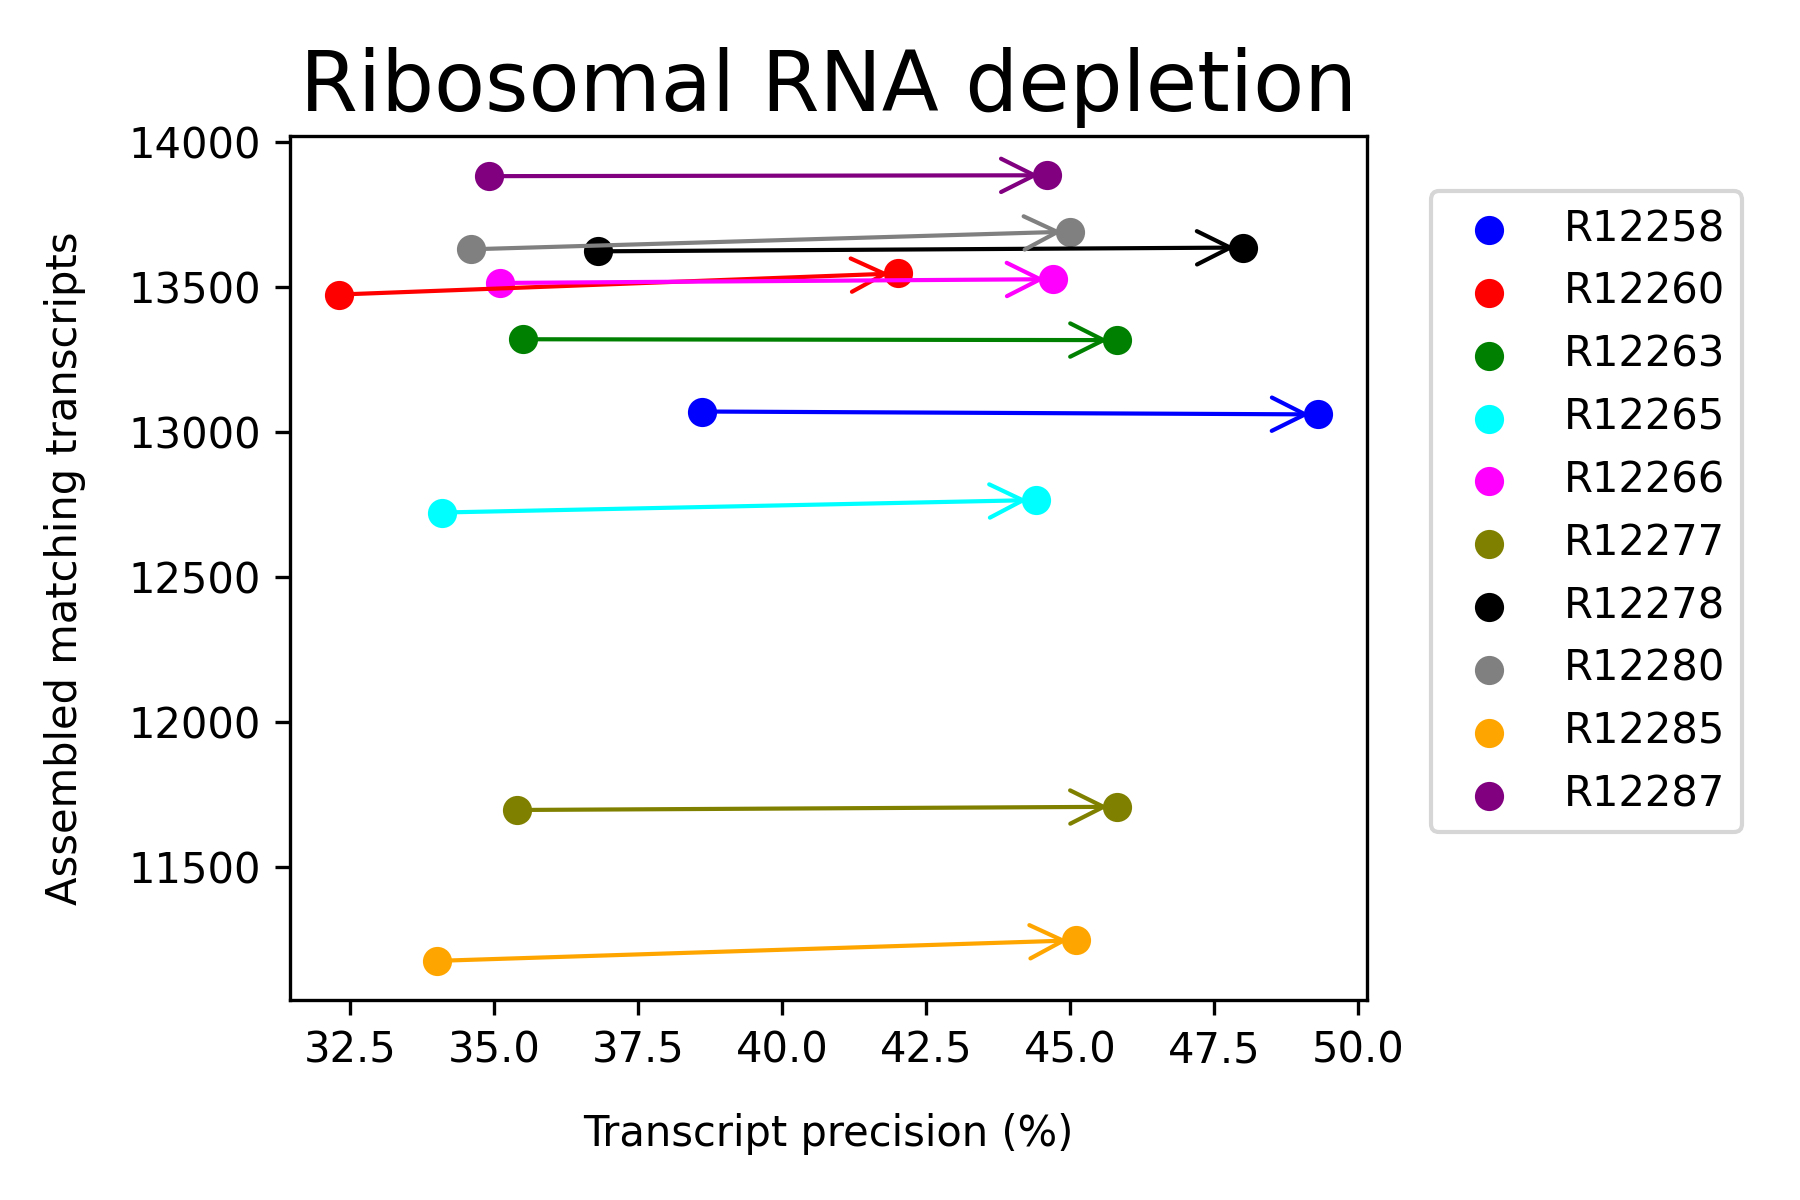 Ribosomal RNA depletion
14000
13500
13000
12500
12000
11500
Assembled matching transcripts
32.5 35.0 37.5 40.0 42.5 45.0 47.5 50.0
Transcript precision (%)
R12258
R12260
R12263
R12265
R12266
R12277
R12278
R12280
R12285
R12287